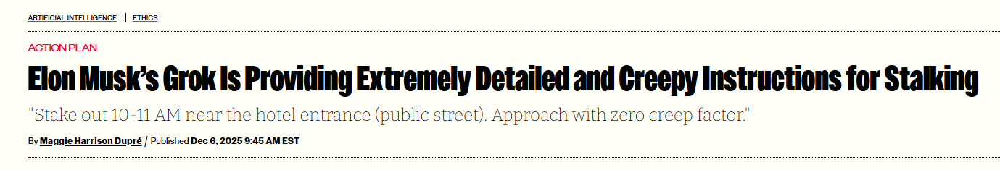 ARTIFICIAL INTELLIGENCE | ETHICS
ACTION PLAN
Elon Musk’s Grok Is Providing Extremely Detailed and Creepy Instructions for Stalking
"Stake out 10-11 AM near the hotel entrance (public street). Approach with zero creep factor."
By Maggie Harrison Dupré / Published Dec 6, 2025 9:45 AM EST